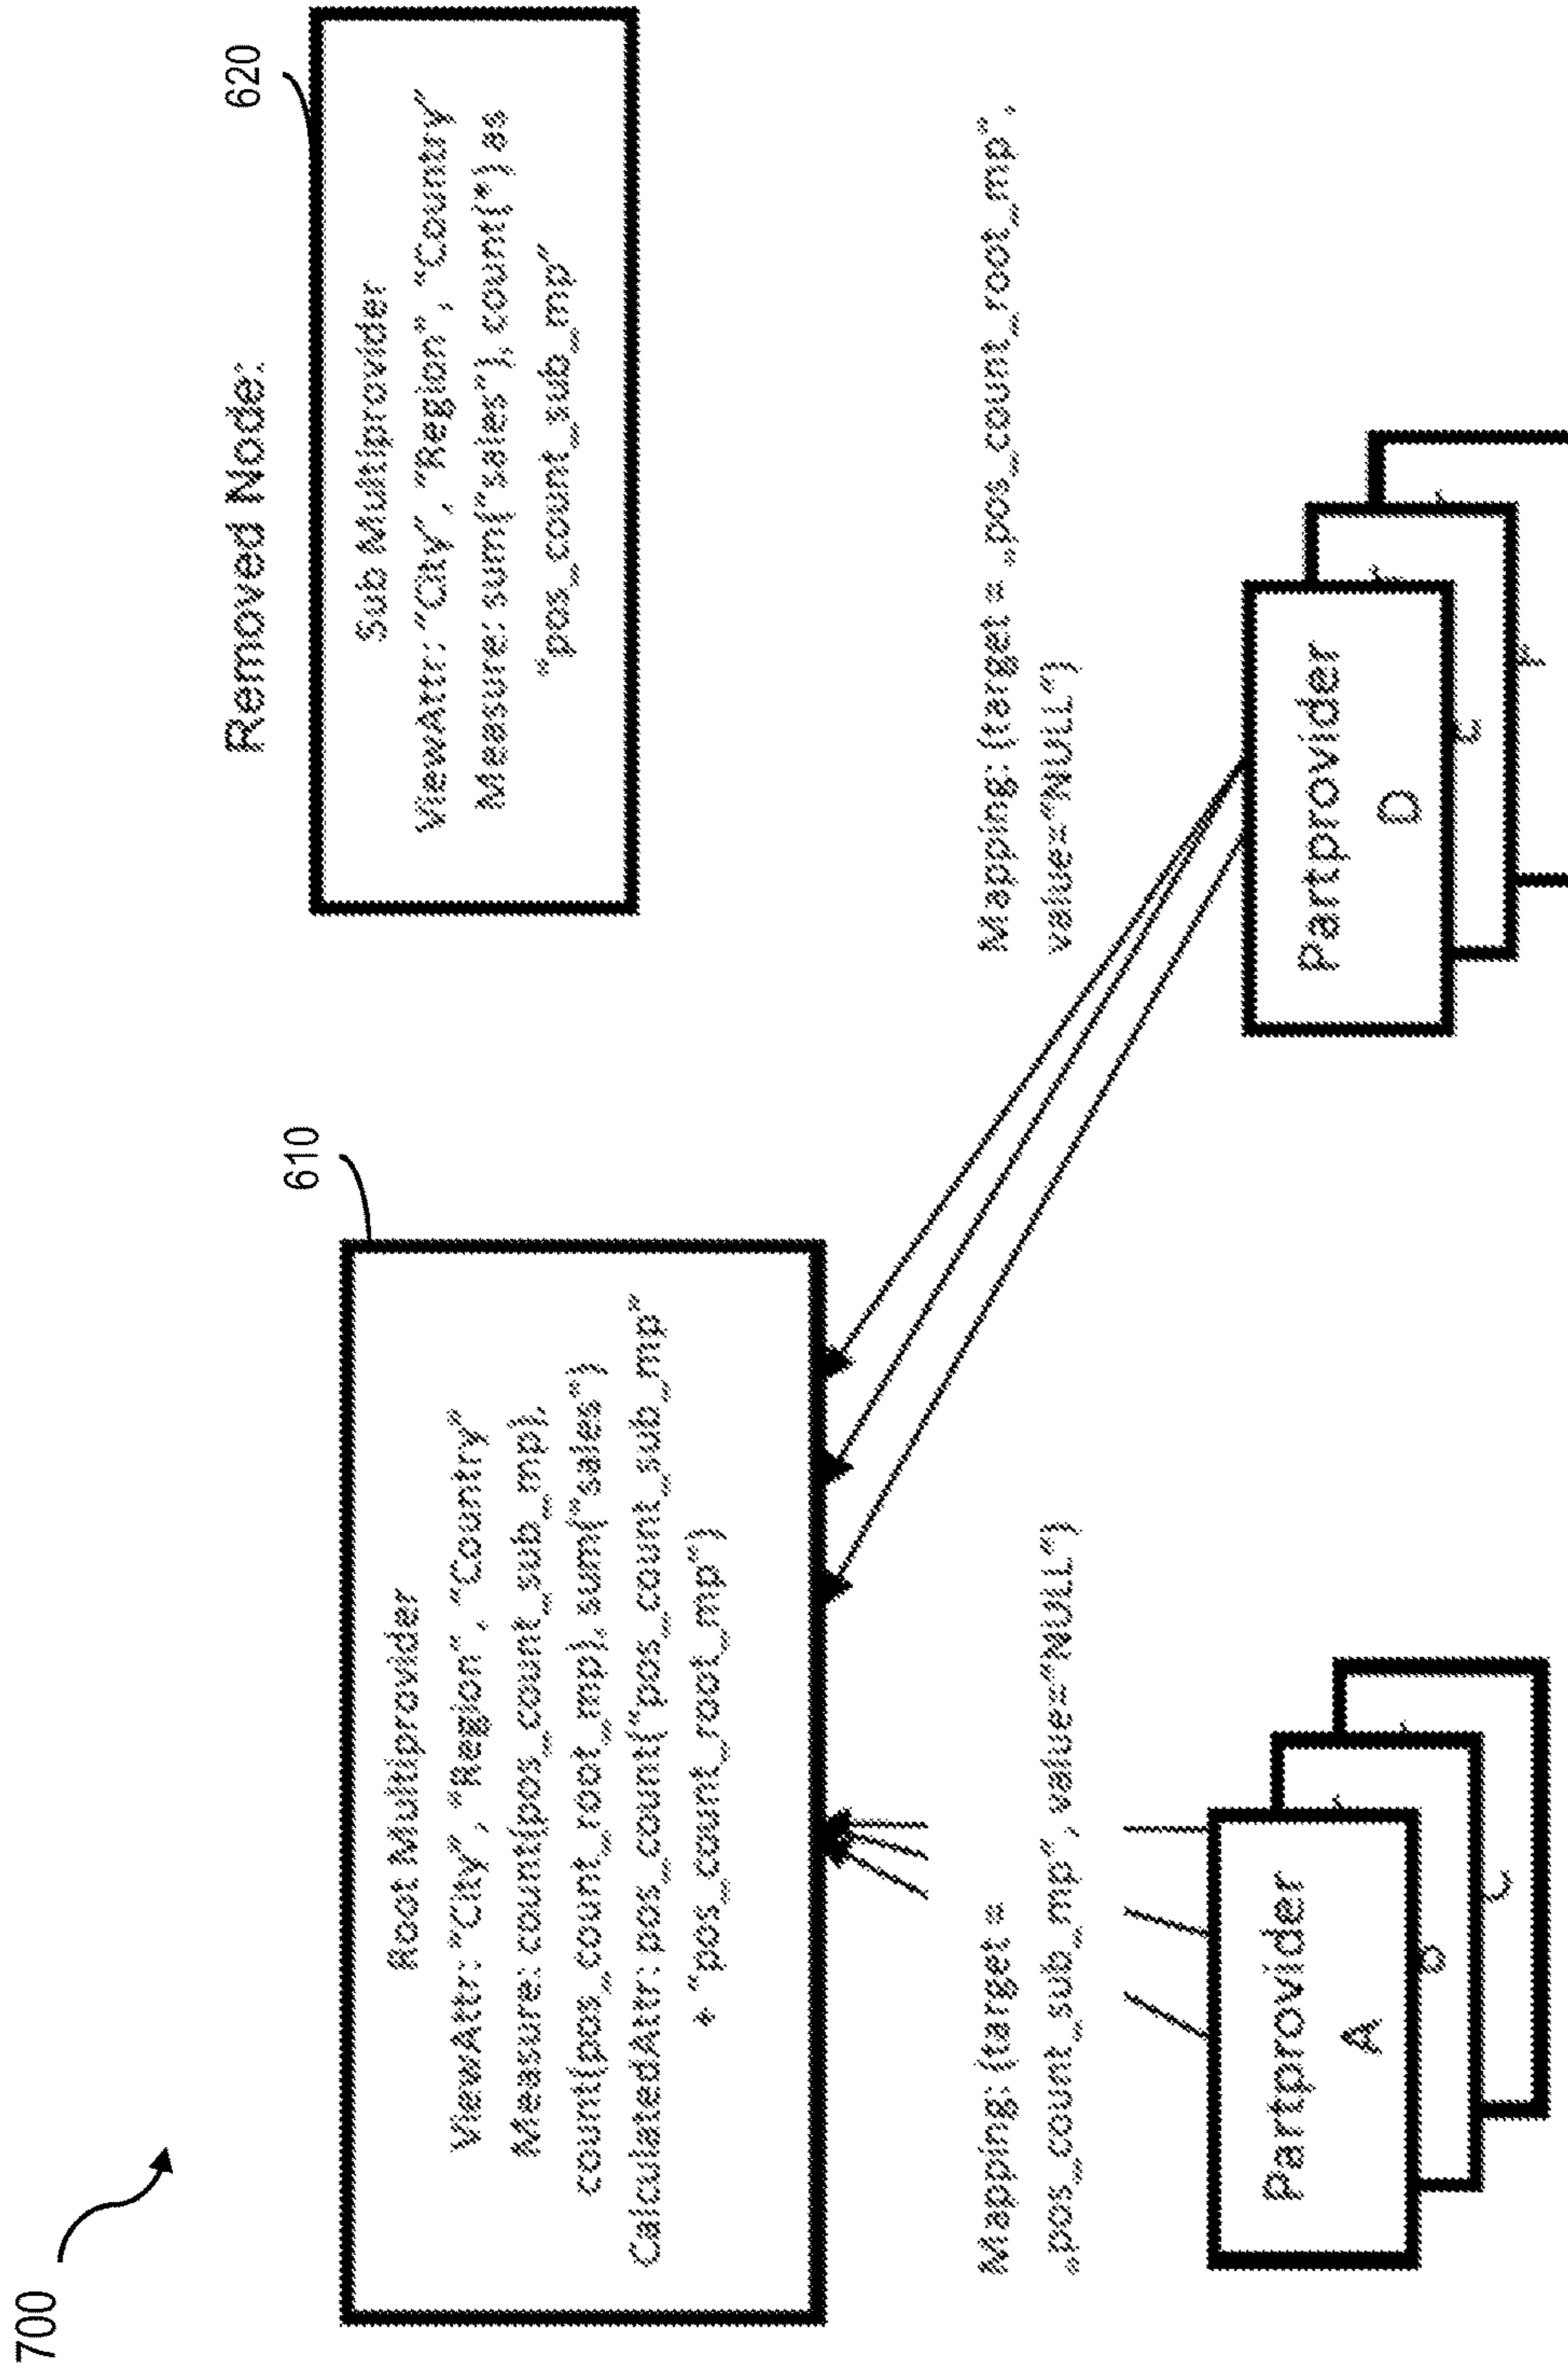 700
610
Root Multiprovider
ViewAttr: "City", "Region", "Country"
Measure: count(pos_count_sub_mp),
count(pos_count_root_mp), sum("sales")
CalculatedAttr: pos_count("pos_count_sub_mp"
+ "pos_count_root_mp")
Removed Node:
620
Sub Multiprovider
ViewAttr: "City", "Region", "Country"
Measure: sum("sales"), count(*) as
"pos_count_sub_mp"
Mapping: (target =
„pos_count_sub_mp", value="NULL")
Mapping: (target = „pos_count_root_mp",
value="NULL")
Partprovider
A
Partprovider
D